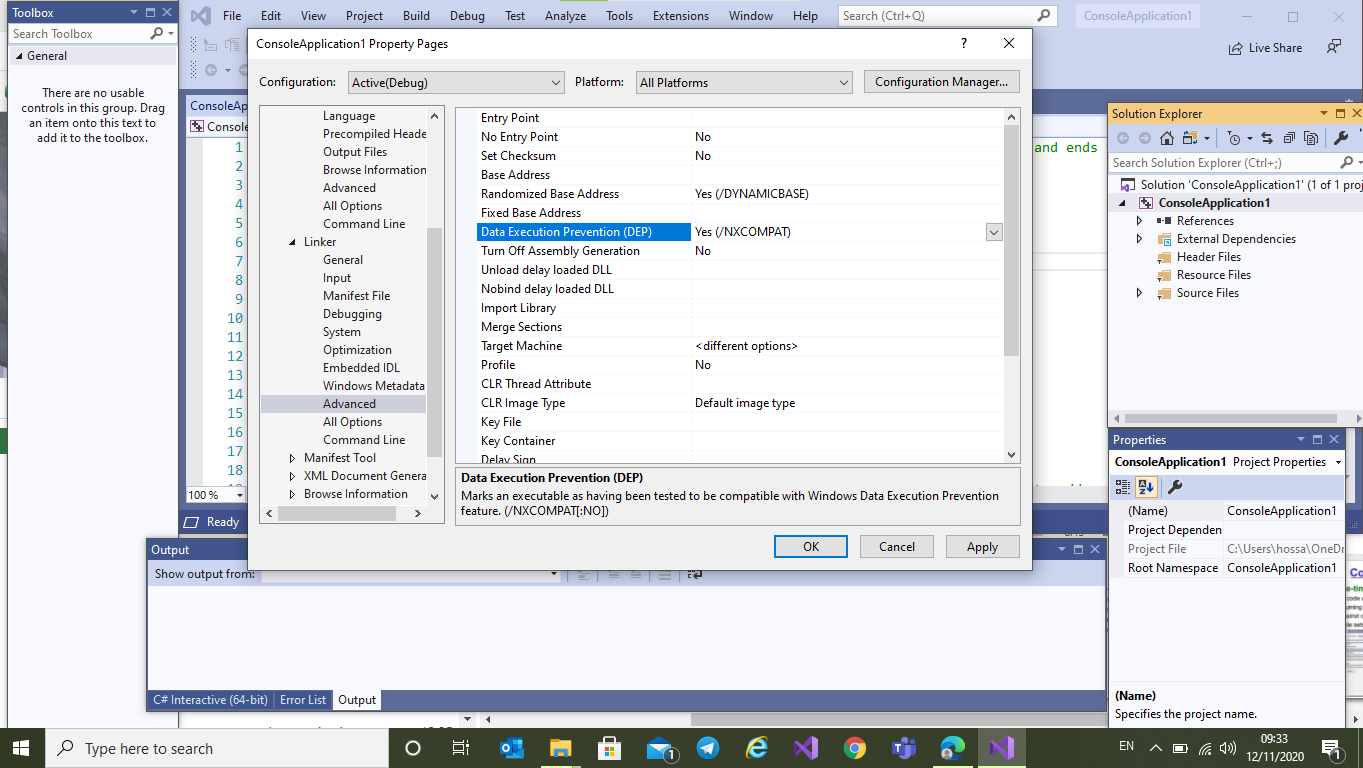 Toolbox
Search Toolbox
General
There are no usable
controls in this group. Drag
an item onto this text to
add it to the toolbox.
File Edit View Project Build Debug Test Analyze Tools Extensions Window Help
Search (Ctrl+Q)
ConsoleApplication1
Live Share
ConsoleAp
Console
1
2
3
4
5
6
7
8
9
10
11
12
13
14
15
16
17
18
and ends
100 %
Ready
ConsoleApplication1 Property Pages
?
Configuration: Active(Debug) Platform: All Platforms Configuration Manager...
Language
Precompiled Heade
Output Files
Browse Information
Advanced
All Options
Command Line
Linker
General
Input
Manifest File
Debugging
System
Optimization
Embedded IDL
Windows Metadata
Advanced
All Options
Command Line
Manifest Tool
XML Document Genera
Browse Information
Entry Point
No Entry Point No
Set Checksum No
Base Address
Randomized Base Address Yes (/DYNAMICBASE)
Fixed Base Address
Data Execution Prevention (DEP) Yes (/NXCOMPAT)
Turn Off Assembly Generation No
Unload delay loaded DLL
Nobind delay loaded DLL
Import Library
Merge Sections
Target Machine <different options>
Profile No
CLR Thread Attribute
CLR Image Type Default image type
Key File
Key Container
Delay Sign
Data Execution Prevention (DEP)
Marks an executable as having been tested to be compatible with Windows Data Execution Prevention
feature. (/NXCOMPAT[:NO])
OK Cancel Apply
Solution Explorer
Search Solution Explorer (Ctrl+;)
Solution 'ConsoleApplication1' (1 of 1 proj
ConsoleApplication1
References
External Dependencies
Header Files
Resource Files
Source Files
Properties
ConsoleApplication1 Project Properties
(Name) ConsoleApplication1
Project Dependen
Project File C:\Users\hossa\OneDr
Root Namespace ConsoleApplication1
(Name)
Specifies the project name.
Output
Show output from:
C# Interactive (64-bit) Error List Output
Type here to search
1
EN
09:33
12/11/2020
1